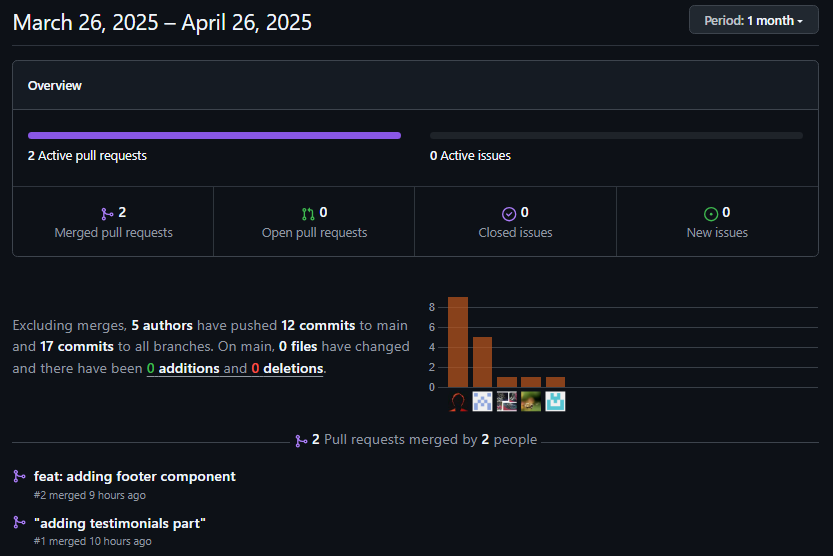 March 26, 2025 – April 26, 2025
Period: 1 month
Overview
2 Active pull requests
0 Active issues
2
Merged pull requests
0
Open pull requests
0
Closed issues
0
New issues
Excluding merges, 5 authors have pushed 12 commits to main
and 17 commits to all branches. On main, 0 files have changed
and there have been 0 additions and 0 deletions.
8
6
4
2
0
2 Pull requests merged by 2 people
feat: adding footer component
#2 merged 9 hours ago
"adding testimonials part"
#1 merged 10 hours ago